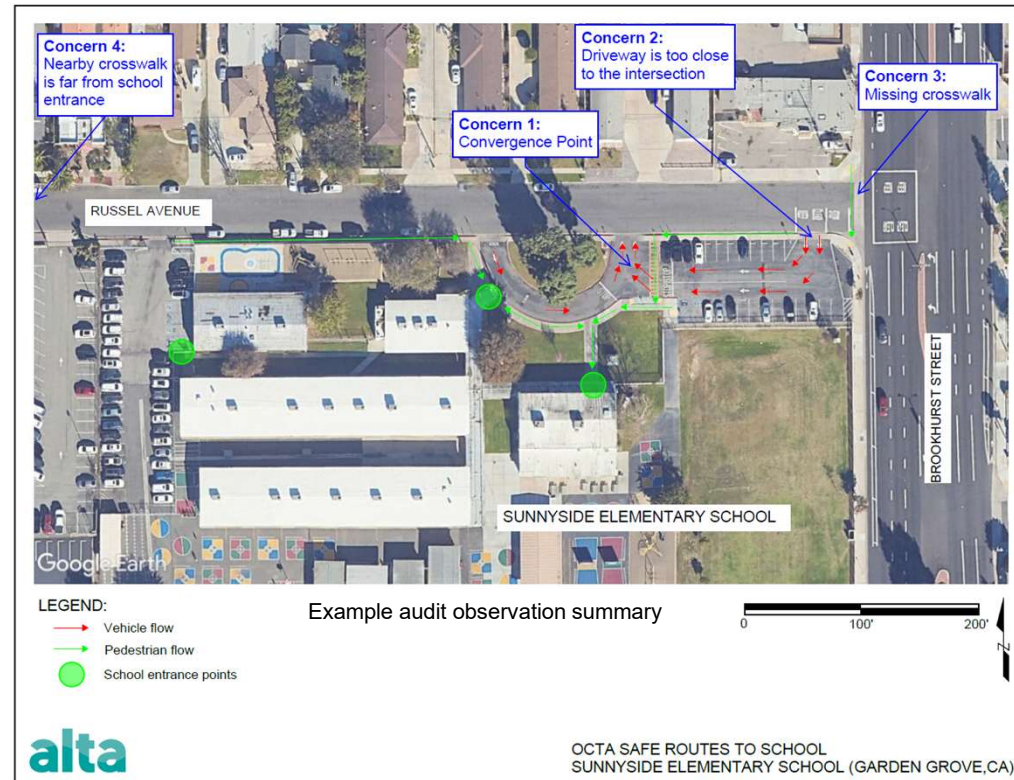 Concern 4:
Nearby crosswalk
is far from school
entrance
Concern 2:
Driveway is too close
to the intersection
Concern 3:
Missing crosswalk
Concern 1:
Convergence Point
RUSSEL AVENUE
BROOKHURST STREET
SUNNYSIDE ELEMENTARY SCHOOL
Google Earth
LEGEND:
Vehicle flow
Pedestrian flow
School entrance points
Example audit observation summary
0 100' 200'
N
alta
OCTA SAFE ROUTES TO SCHOOL
SUNNYSIDE ELEMENTARY SCHOOL (GARDEN GROVE,CA)